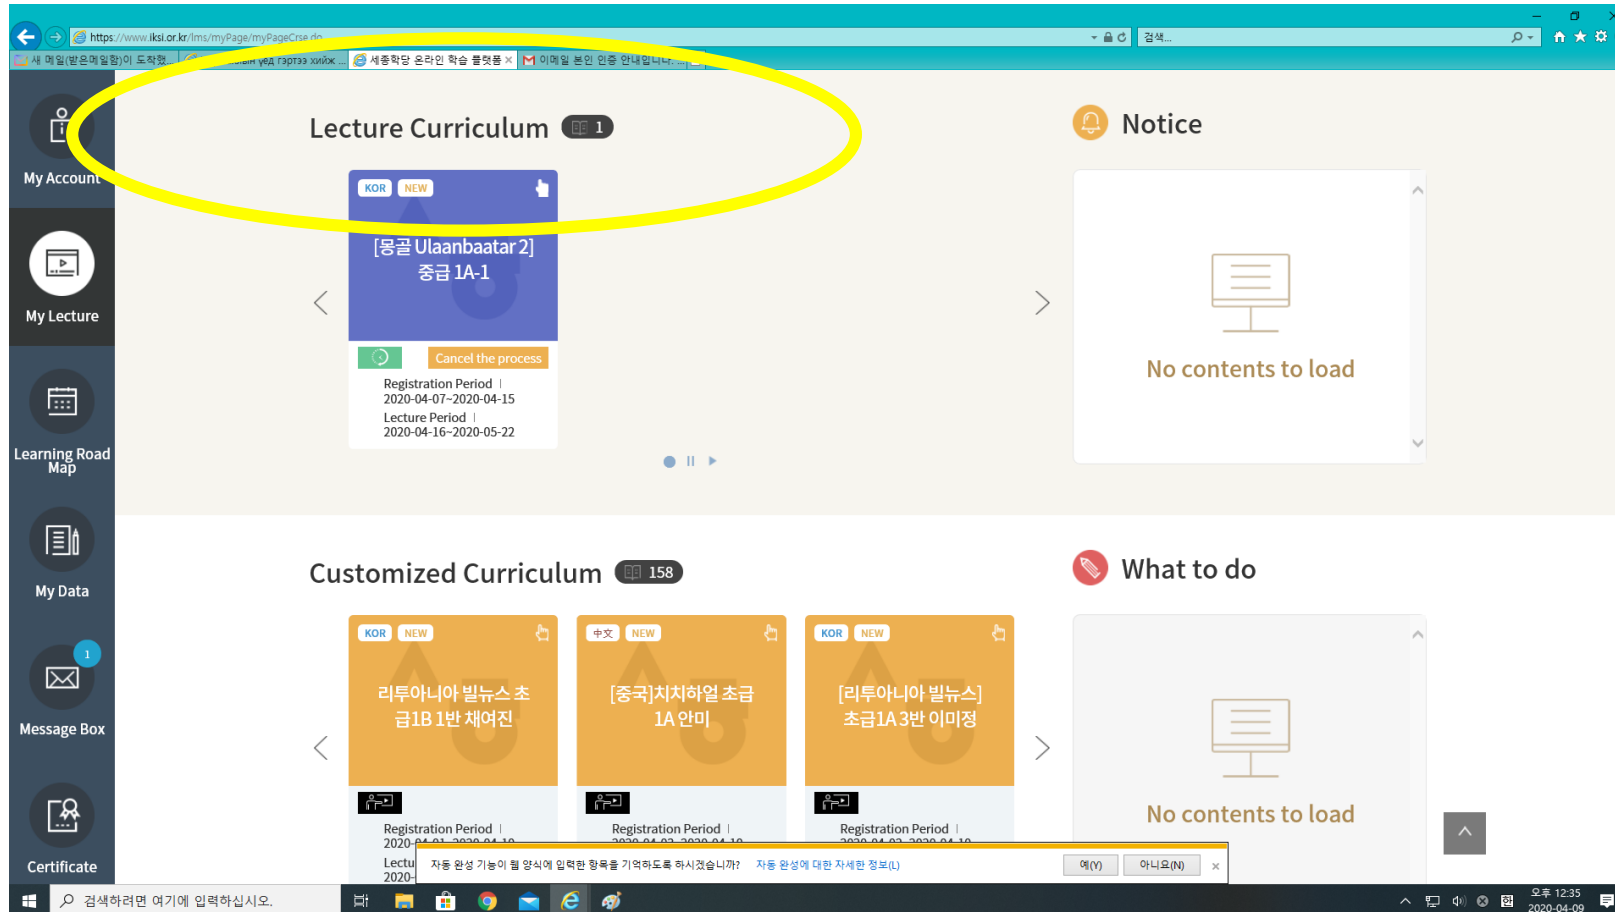 https://www.iksi.or.kr/lms/myPage/myPageCrse.do
검색...
새 메일(받은메일함)이 도착했...
үед гэртээ хийж ...
세종학당 온라인 학습 플랫폼
이메일 본인 인증 안내입니다. ...
My Account
My Lecture
Learning Road
Map
My Data
1
Message Box
Certificate
Lecture Curriculum 1
KOR NEW
[몽골 Ulaanbaatar 2]
중급 1A-1
Cancel the process
Registration Period
2020-04-07~2020-04-15
Lecture Period
2020-04-16~2020-05-22
Notice
No contents to load
Customized Curriculum 158
KOR NEW
리투아니아 빌뉴스 초
급1B 1반 채여진
Registration Period
Lectu
2020-
中文 NEW
[중국]치치하얼 초급
1A 안미
Registration Period
KOR NEW
[리투아니아 빌뉴스]
초급1A 3반 이미정
Registration Period
What to do
No contents to load
자동 완성 기능이 웹 양식에 입력한 항목을 기억하도록 하시겠습니까? 자동 완성에 대한 자세한 정보(L) 예(Y) 아니요(N)
검색하려면 여기에 입력하십시오.
한
오후 12:35
2020-04-09